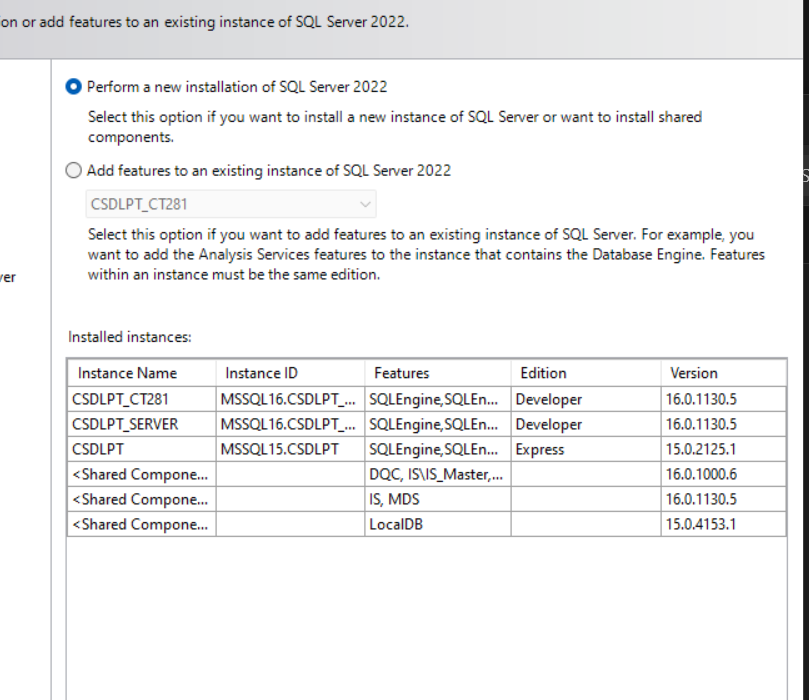 on or add features to an existing instance of SQL Server 2022.
Perform a new installation of SQL Server 2022
Select this option if you want to install a new instance of SQL Server or want to install shared
components.
Add features to an existing instance of SQL Server 2022
CSDLPT_CT281
Select this option if you want to add features to an existing instance of SQL Server. For example, you
want to add the Analysis Services features to the instance that contains the Database Engine. Features
within an instance must be the same edition.
ver
Installed instances:
Instance Name Instance ID Features Edition Version
CSDLPT_CT281 MSSQL16.CSDLPT_... SQLEngine,SQLEn... Developer 16.0.1130.5
CSDLPT_SERVER MSSQL16.CSDLPT_... SQLEngine,SQLEn... Developer 16.0.1130.5
CSDLPT MSSQL15.CSDLPT SQLEngine,SQLEn... Express 15.0.2125.1
<Shared Compone... DQC, IS\IS_Master,... 16.0.1000.6
<Shared Compone... IS, MDS 16.0.1130.5
<Shared Compone... LocalDB 15.0.4153.1